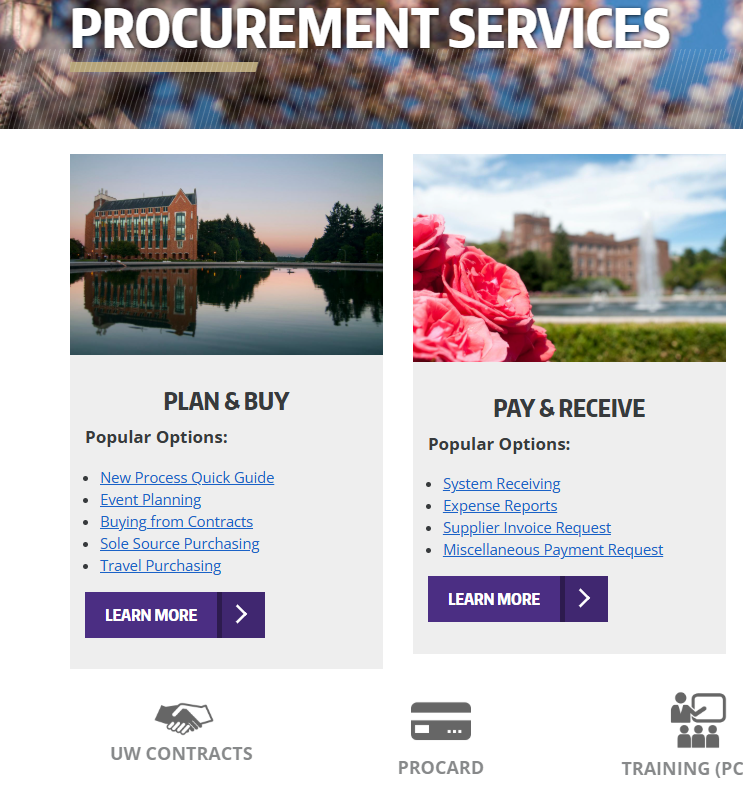 PROCUREMENT SERVICES
PLAN & BUY
Popular Options:
New Process Quick Guide
Event Planning
Buying from Contracts
Sole Source Purchasing
Travel Purchasing
LEARN MORE
PAY & RECEIVE
Popular Options:
System Receiving
Expense Reports
Supplier Invoice Request
Miscellaneous Payment Request
LEARN MORE
UW CONTRACTS
PROCARD
TRAINING (PC